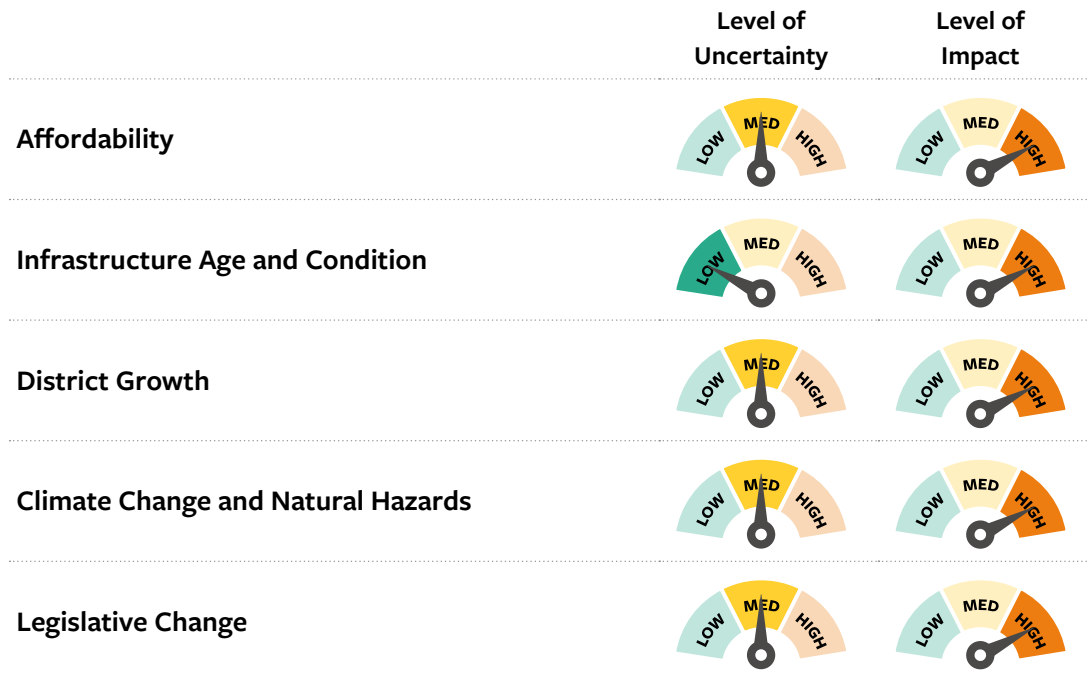 Level of Uncertainty
Level of Impact
Affordability
LOW MED HIGH
LOW MED HIGH
Infrastructure Age and Condition
LOW MED HIGH
LOW MED HIGH
District Growth
LOW MED HIGH
LOW MED HIGH
Climate Change and Natural Hazards
LOW MED HIGH
LOW MED HIGH
Legislative Change
LOW MED HIGH
LOW MED HIGH